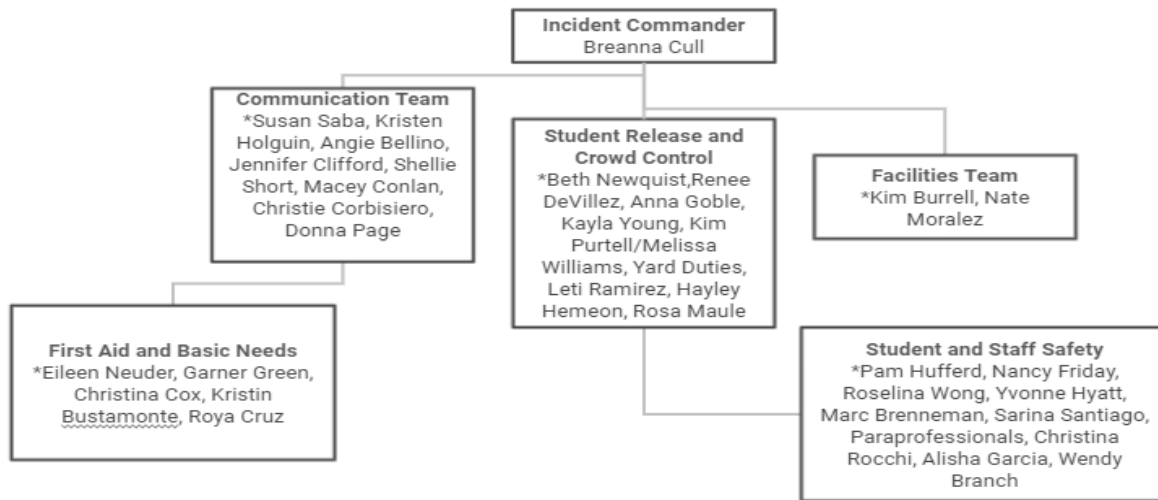 Incident Commander
Breanna Cull
Communication Team
*Susan Saba, Kristen
Holguin, Angie Bellino,
Jennifer Clifford, Shellie
Short, Macey Conlan,
Christie Corbisiero,
Donna Page
Student Release and
Crowd Control
*Beth Newquist,Renee
DeVillez, Anna Goble,
Kayla Young, Kim
Purtell/Melissa
Williams, Yard Duties,
Leti Ramirez, Hayley
Hemeon, Rosa Maule
Facilities Team
*Kim Burrell, Nate
Moralez
First Aid and Basic Needs
*Eileen Neuder, Garner Green,
Christina Cox, Kristin
Bustamonte, Roya Cruz
Student and Staff Safety
*Pam Hufferd, Nancy Friday,
Roselina Wong, Yvonne Hyatt,
Marc Brenneman, Sarina Santiago,
Paraprofessionals, Christina
Rocchi, Alisha Garcia, Wendy
Branch